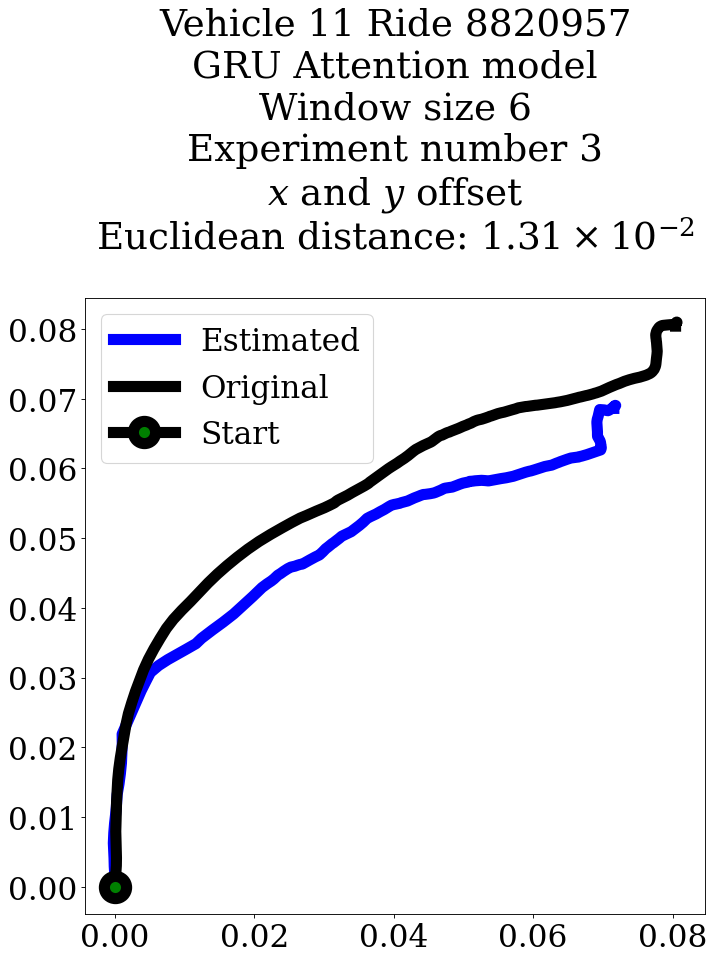 Vehicle 11 Ride 8820957
GRU Attention model
Window size 6
Experiment number 3
x and y offset
Euclidean distance: 1.31 × 10⁻²
Estimated
Original
Start
0.08
0.07
0.06
0.05
0.04
0.03
0.02
0.01
0.00
0.00 0.02 0.04 0.06 0.08